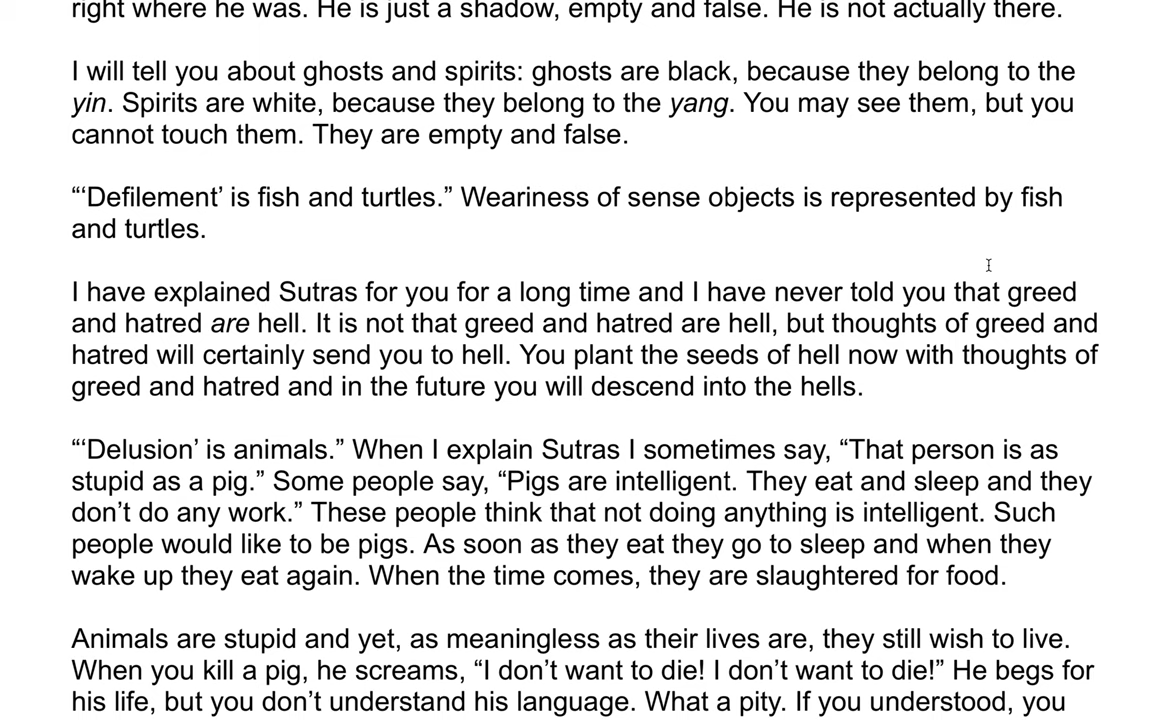 right where he was. He is just a shadow, empty and false. He is not actually there.
I will tell you about ghosts and spirits: ghosts are black, because they belong to the
yin. Spirits are white, because they belong to the yang. You may see them, but you
cannot touch them. They are empty and false.
“‘Defilement’ is fish and turtles.” Weariness of sense objects is represented by fish
and turtles.
I have explained Sutras for you for a long time and I have never told you that greed
and hatred are hell. It is not that greed and hatred are hell, but thoughts of greed and
hatred will certainly send you to hell. You plant the seeds of hell now with thoughts of
greed and hatred and in the future you will descend into the hells.
“‘Delusion’ is animals.” When I explain Sutras I sometimes say, “That person is as
stupid as a pig.” Some people say, “Pigs are intelligent. They eat and sleep and they
don’t do any work.” These people think that not doing anything is intelligent. Such
people would like to be pigs. As soon as they eat they go to sleep and when they
wake up they eat again. When the time comes, they are slaughtered for food.
Animals are stupid and yet, as meaningless as their lives are, they still wish to live.
When you kill a pig, he screams, “I don’t want to die! I don’t want to die!” He begs for
his life, but you don’t understand his language. What a pity. If you understood, you